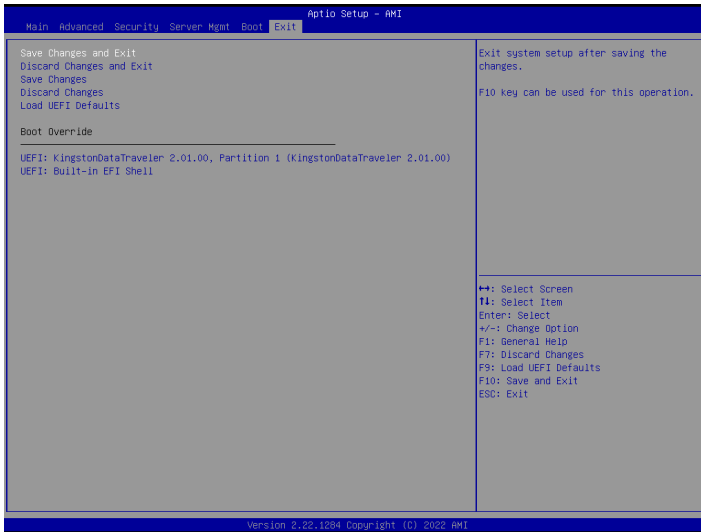 Aptio Setup - AMI
Main Advanced Security Server Mgmt Boot Exit
Save Changes and Exit
Discard Changes and Exit
Save Changes
Discard Changes
Load UEFI Defaults
Boot Override
UEFI: KingstonDataTraveler 2.01.00, Partition 1 (KingstonDataTraveler 2.01.00)
UEFI: Built-in EFI Shell
Exit system setup after saving the
changes.
F10 key can be used for this operation.
↔: Select Screen
↑↓: Select Item
Enter: Select
+/-: Change Option
F1: General Help
F7: Discard Changes
F9: Load UEFI Defaults
F10: Save and Exit
ESC: Exit
Version 2.22.1284 Copyright (C) 2022 AMI